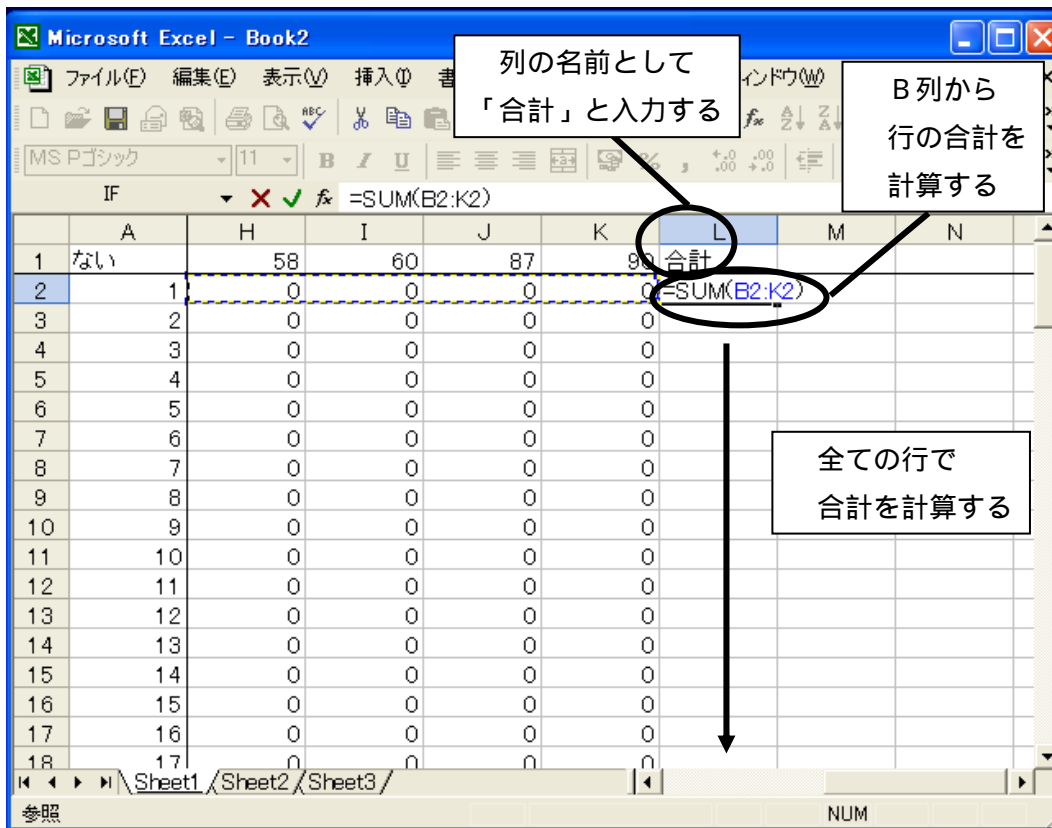 Microsoft Excel - Book2
ファイル(F) 編集(E) 表示(V) 挿入(I) 書 ィンドウ(W)
列の名前として
「合計」と入力する
B列から
行の合計を
計算する
MS Pゴシック 11 B I U % ,
IF =SUM(B2:K2)
A H I J K L M N
1 ない 58 60 87 90 合計
2 1 0 0 0 0 =SUM(B2:K2)
3 2 0 0 0 0
4 3 0 0 0 0
5 4 0 0 0 0
6 5 0 0 0 0
7 6 0 0 0 0
8 7 0 0 0 0
9 8 0 0 0 0
10 9 0 0 0 0
11 10 0 0 0 0
12 11 0 0 0 0
13 12 0 0 0 0
14 13 0 0 0 0
15 14 0 0 0 0
16 15 0 0 0 0
17 16 0 0 0 0
18 17 0 0 0 0
全ての行で
合計を計算する
Sheet1 Sheet2 Sheet3
参照 NUM